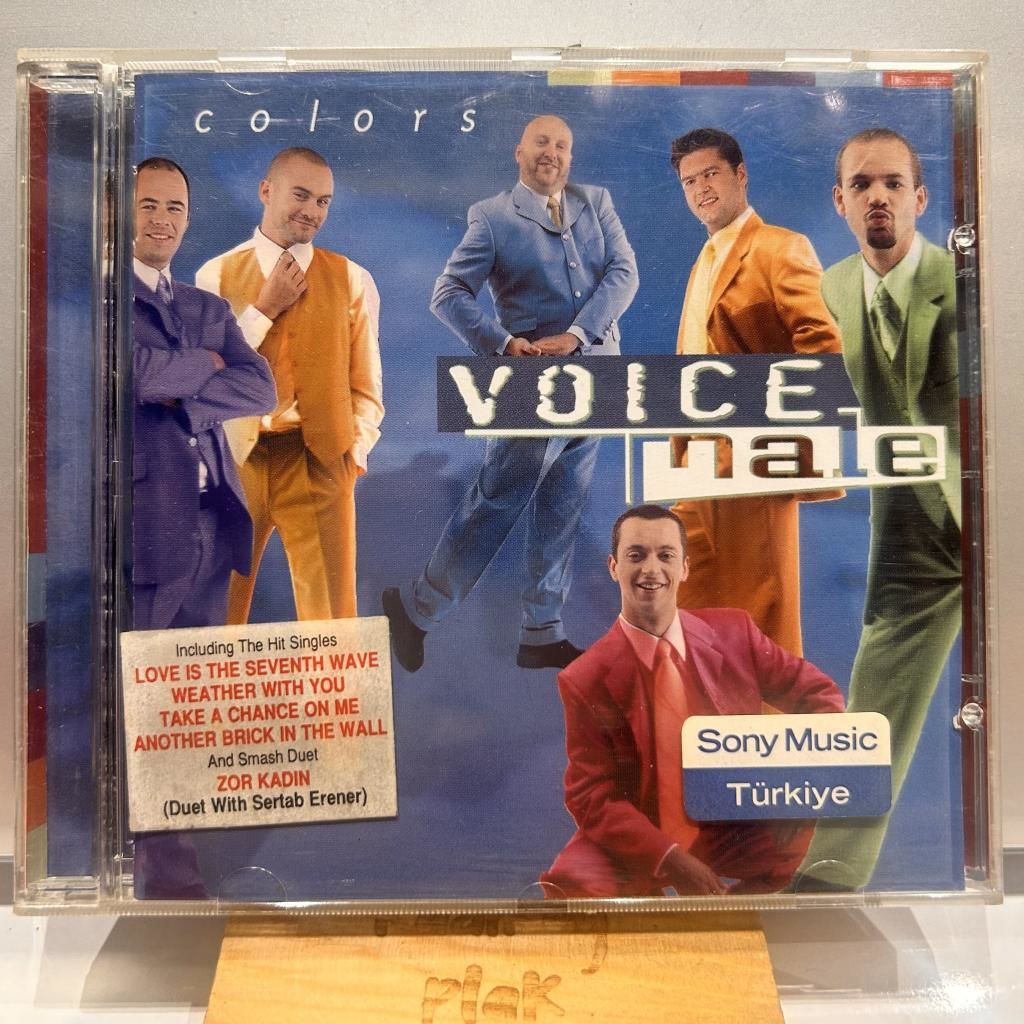 colors
VOICE
male
Including The Hit Singles
LOVE IS THE SEVENTH WAVE
WEATHER WITH YOU
TAKE A CHANCE ON ME
ANOTHER BRICK IN THE WALL
And Smash Duet
ZOR KADIN
(Duet With Sertab Erener)
Sony Music
Türkiye
plak